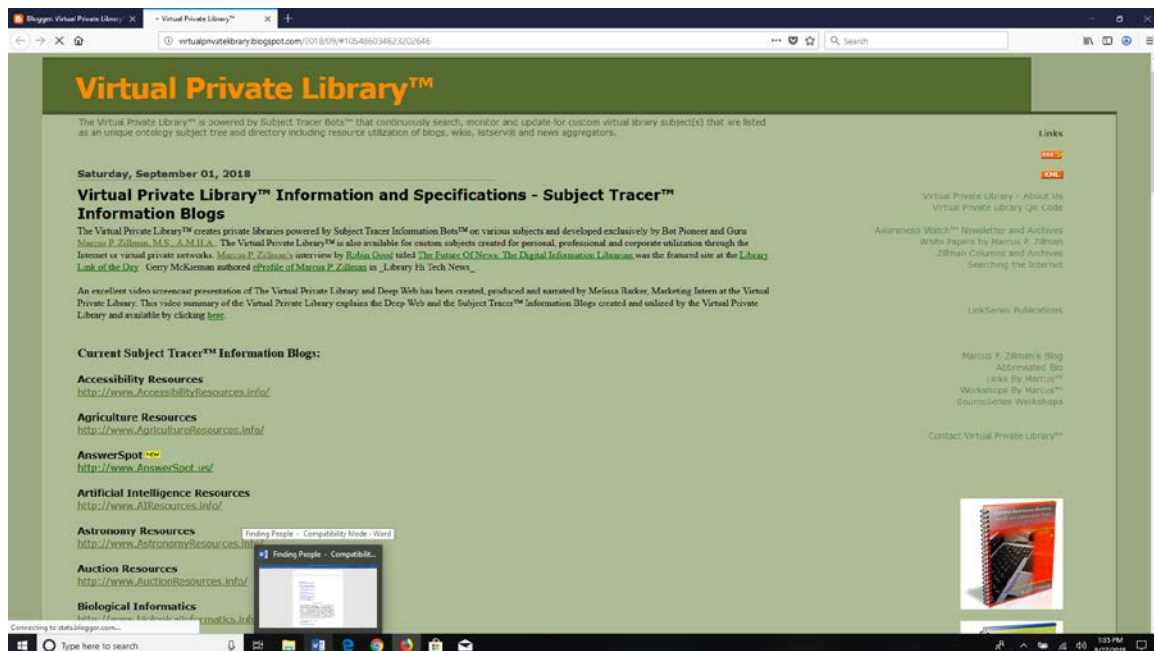 Blogger: Virtual Private Library
- Virtual Private Library™
virtualprivatelibrary.blogspot.com/2018/09/#105486034623202646
Search
Virtual Private Library™
The Virtual Private Library™ is powered by Subject Tracer Bots™ that continuously search, monitor and update for custom virtual library subject(s) that are listed
as an unique ontology subject tree and directory including resource utilization of blogs, wikis, listserv® and news aggregators.
Links
XML
XML
Saturday, September 01, 2018
Virtual Private Library™ Information and Specifications - Subject Tracer™
Information Blogs
The Virtual Private Library™ creates private libraries powered by Subject Tracer Information Bots™ on various subjects and developed exclusively by Bot Pioneer and Guru
Marcus P. Zillman, M.S., A.M.H.A.. The Virtual Private Library™ is also available for custom subjects created for personal, professional and corporate utilization through the
Internet or virtual private networks. Marcus P. Zillman's interview by Robin Good titled The Future Of News: The Digital Information Librarian was the featured site at the Library
Link of the Day . Gerry McKiernan authored eProfile of Marcus P. Zillman in _Library Hi Tech News_
An excellent video screencast presentation of The Virtual Private Library and Deep Web has been created, produced and narrated by Melissa Barker, Marketing Intern at the Virtual
Private Library. This video summary of the Virtual Private Library explains the Deep Web and the Subject Tracer™ Information Blogs created and utilized by the Virtual Private
Library and available by clicking here.
Virtual Private Library - About Us
Virtual Private Library QR Code
Awareness Watch™ Newsletter and Archives
White Papers by Marcus P. Zillman
Zillman Columns and Archives
Searching the Internet
LinkSeries Publications
Marcus P. Zillman's Blog
Abbreviated Bio
Links By Marcus™
Workshops By Marcus™
SourceSeries Workshops
Contact Virtual Private Library™
Current Subject Tracer™ Information Blogs:
Accessibility Resources
http://www.AccessibilityResources.info/
Agriculture Resources
http://www.AgricultureResources.info/
AnswerSpot NEW
http://www.AnswerSpot.us/
Artificial Intelligence Resources
http://www.AIResources.info/
Astronomy Resources
http://www.AstronomyResources.info/
Auction Resources
http://www.AuctionResources.info/
Biological Informatics
http://www.BiologicalInformatics.info
Finding People - Compatibility Mode - Word
Finding People - Compatibilit...
Connecting to stats.blogger.com...
Type here to search
7:35 PM
8/27/2018